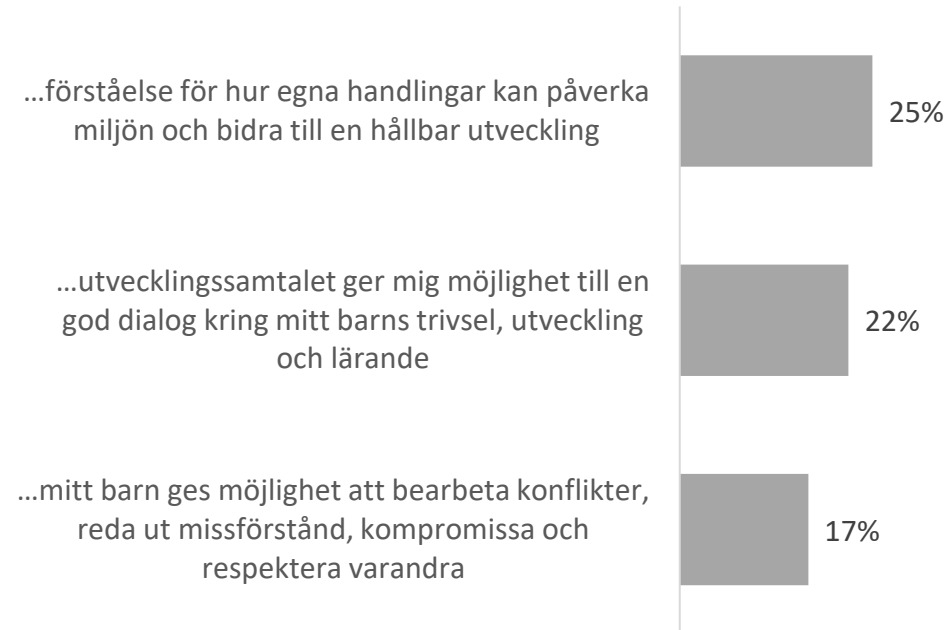 …förståelse för hur egna handlingar kan påverka
miljön och bidra till en hållbar utveckling
25%
…utvecklingssamtalet ger mig möjlighet till en
god dialog kring mitt barns trivsel, utveckling
och lärande
22%
…mitt barn ges möjlighet att bearbeta konflikter,
reda ut missförstånd, kompromissa och
respektera varandra
17%